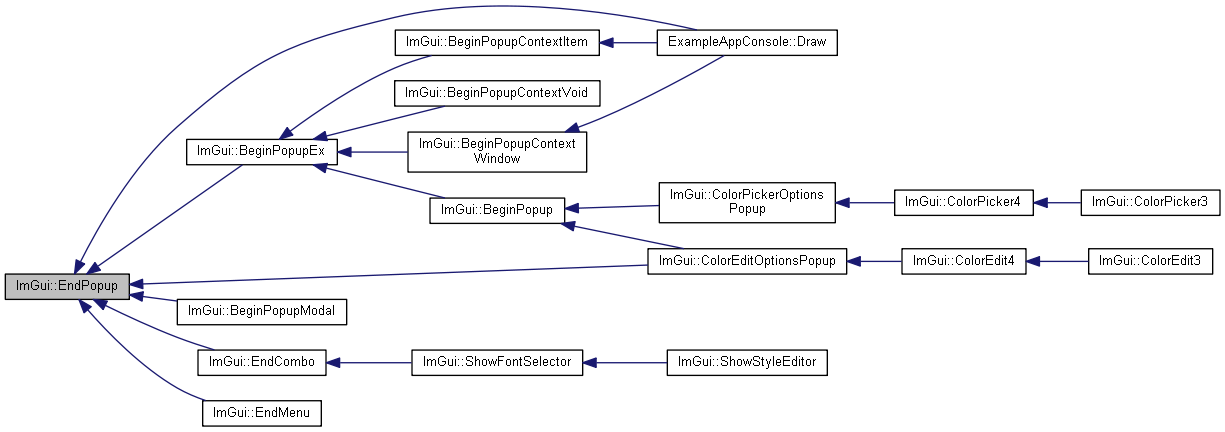 ImGui::BeginPopupContextItem
ExampleAppConsole::Draw
ImGui::BeginPopupContextVoid
ImGui::BeginPopupEx
ImGui::BeginPopupContext
Window
ImGui::BeginPopup
ImGui::ColorPickerOptions
Popup
ImGui::ColorPicker4
ImGui::ColorPicker3
ImGui::EndPopup
ImGui::ColorEditOptionsPopup
ImGui::ColorEdit4
ImGui::ColorEdit3
ImGui::BeginPopupModal
ImGui::EndCombo
ImGui::ShowFontSelector
ImGui::ShowStyleEditor
ImGui::EndMenu